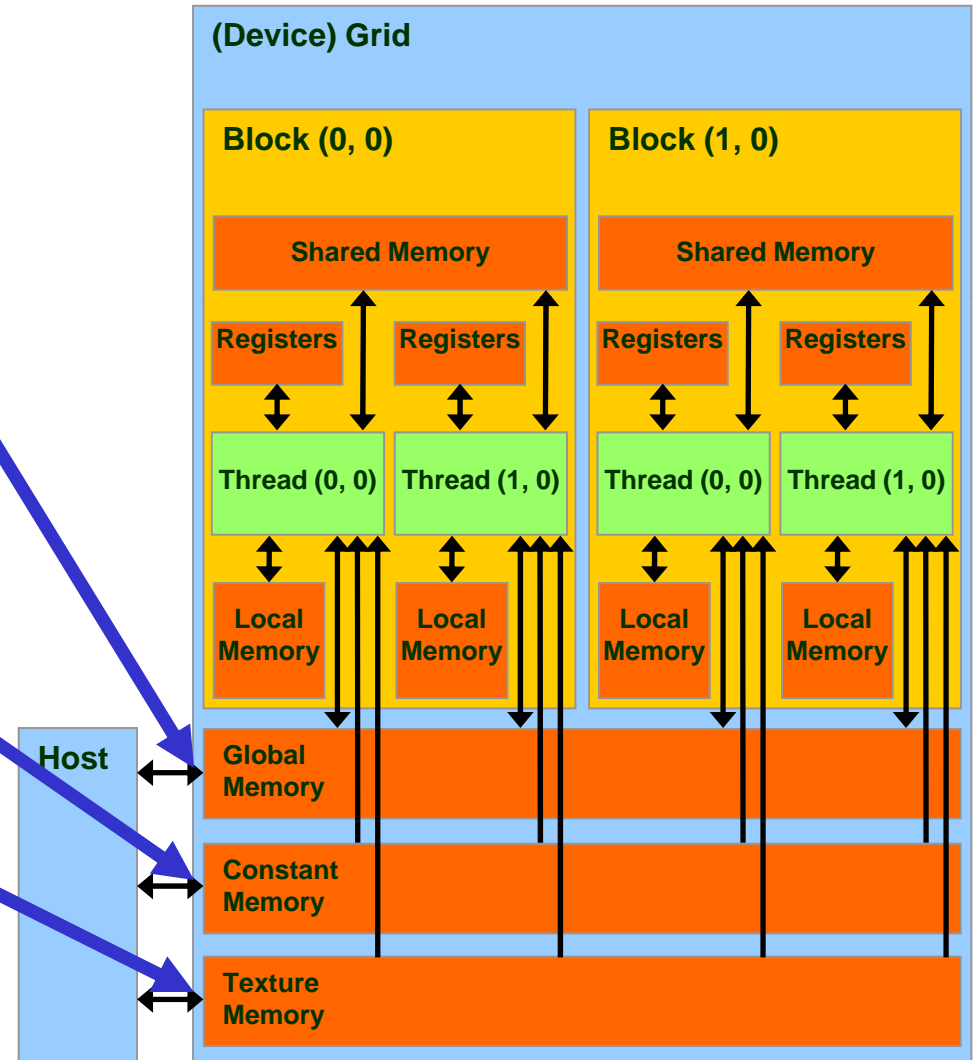 (Device) Grid
Block (0, 0)
Block (1, 0)
Shared Memory
Shared Memory
Registers
Registers
Registers
Registers
Thread (0, 0)
Thread (1, 0)
Thread (0, 0)
Thread (1, 0)
Local
Memory
Local
Memory
Local
Memory
Local
Memory
Host
Global
Memory
Constant
Memory
Texture
Memory